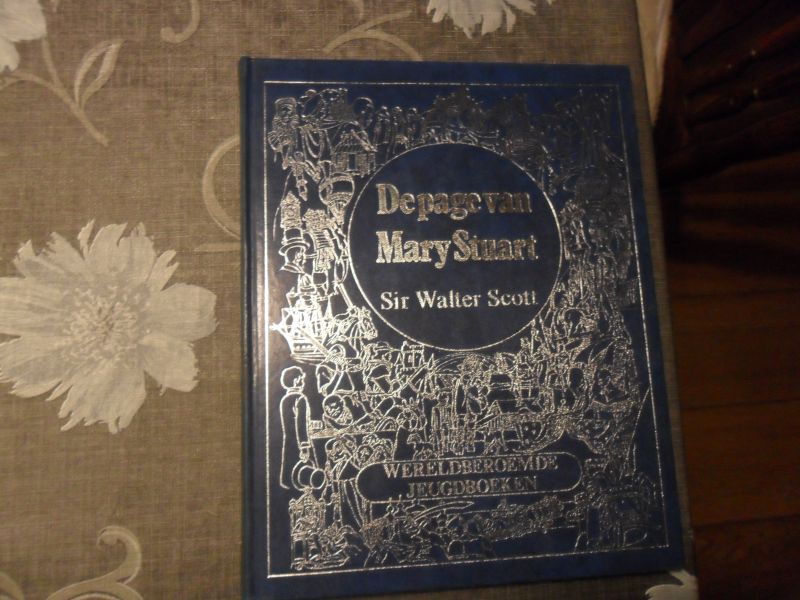 De page van
Mary Stuart
Sir Walter Scott
WERELDBEROEMDE
JEUGDBOEKEN